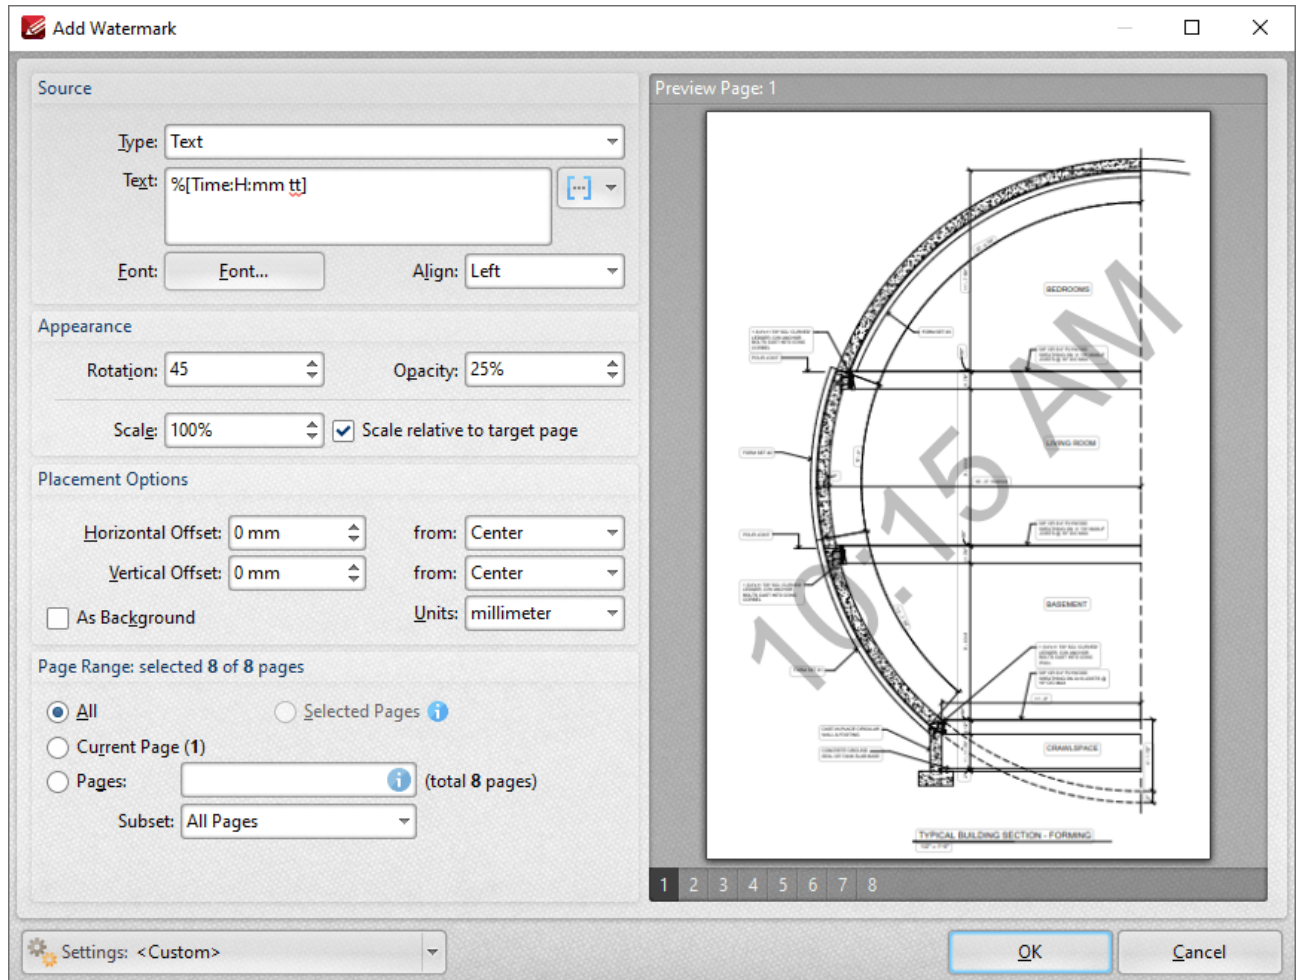 Add Watermark
Source
Type: Text
Text: %[Time:H:mm tt]
Font: Font... Align: Left
Appearance
Rotation: 45 Opacity: 25%
Scale: 100% Scale relative to target page
Placement Options
Horizontal Offset: 0 mm from: Center
Vertical Offset: 0 mm from: Center
As Background Units: millimeter
Page Range: selected 8 of 8 pages
All Selected Pages
Current Page (1)
Pages: (total 8 pages)
Subset: All Pages
Preview Page: 1
BEDROOMS
LIVING ROOM
BASEMENT
CRAWLSPACE
TYPICAL BUILDING SECTION - FORMING
10:15 AM
1 2 3 4 5 6 7 8
Settings: <Custom>
OK Cancel